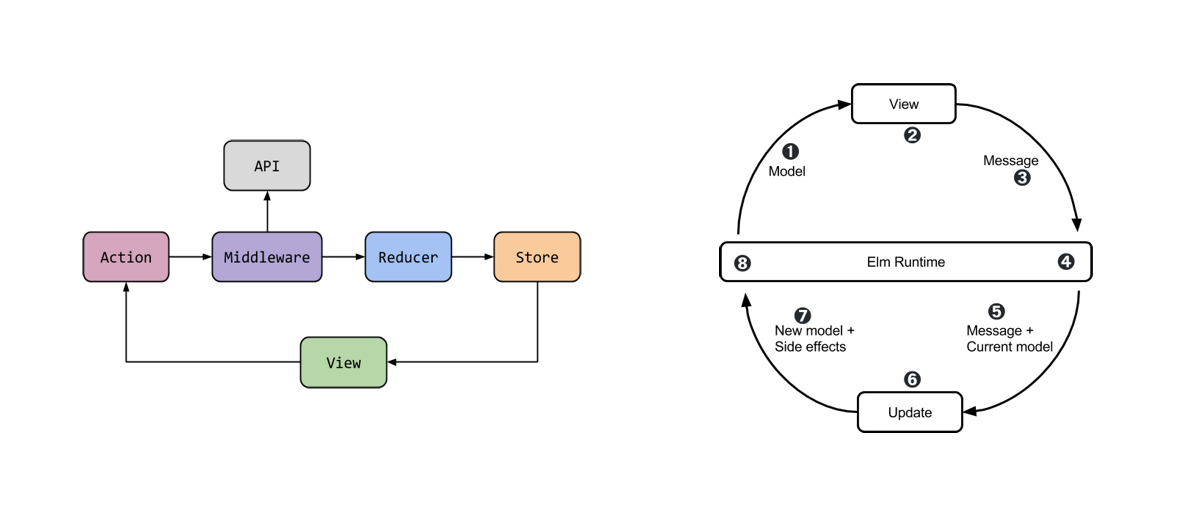 API
Action
Middleware
Reducer
Store
View
View
❷
❶
Model
Message
❸
❽
Elm Runtime
❹
❼
New model +
Side effects
❺
Message +
Current model
❻
Update